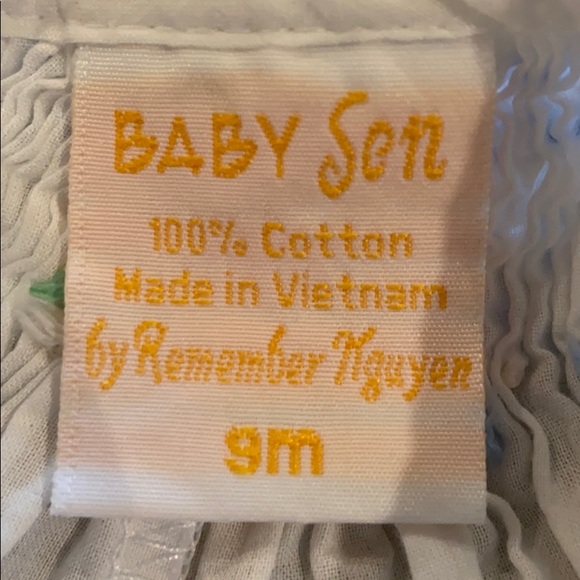 BABY Sen
100% Cotton
Made in Vietnam
by Remember Nguyen
9m